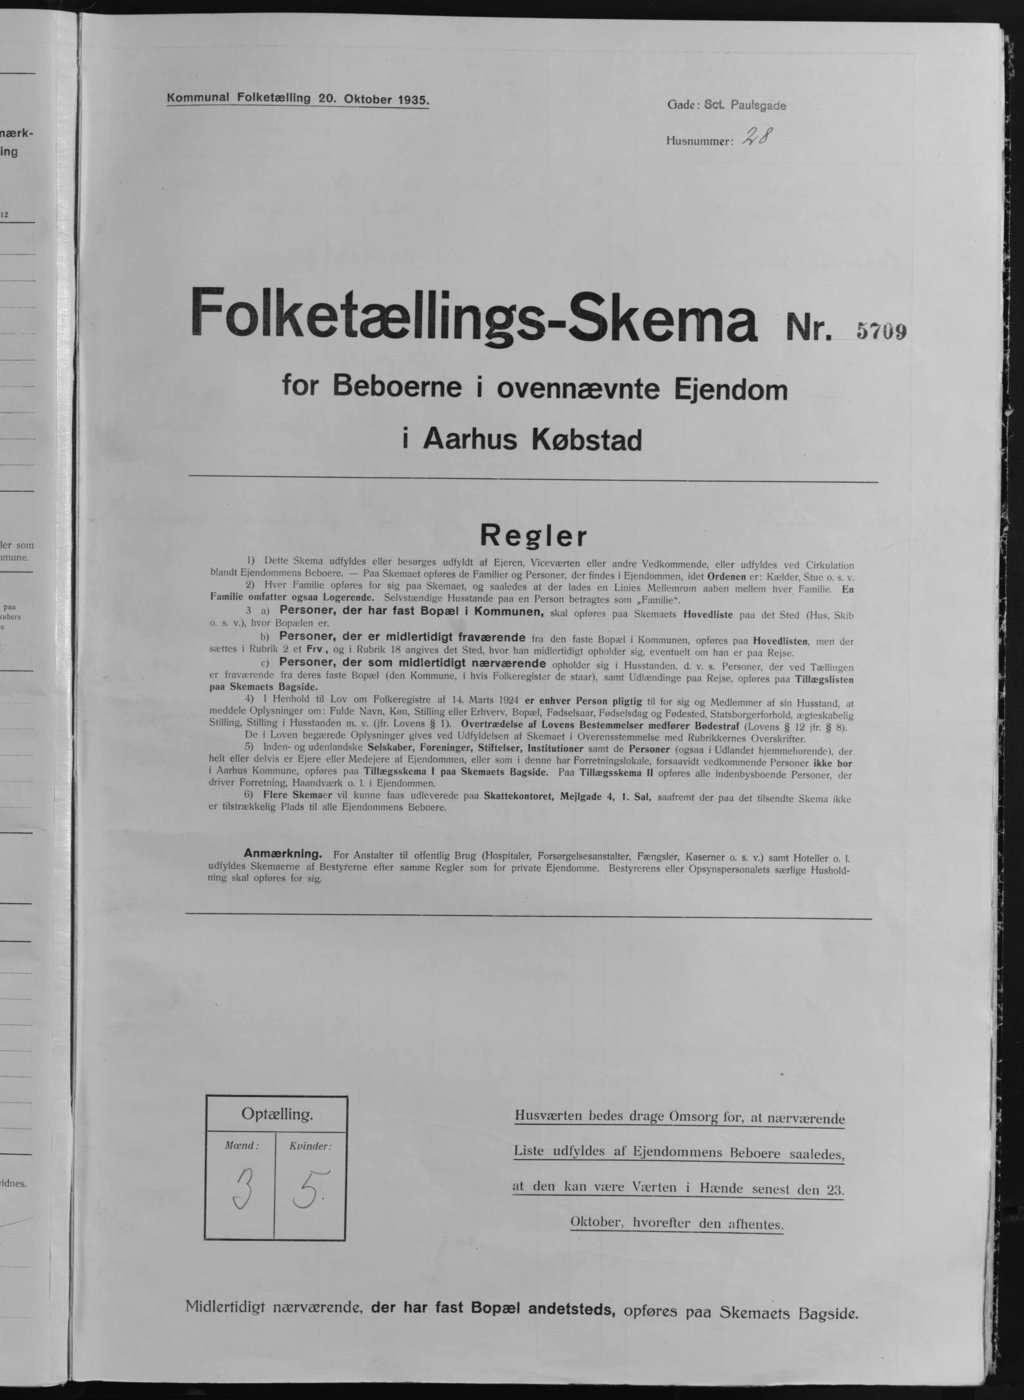 Kommunal Folketælling 20. Oktober 1935.
Gade: Sct. Paulsgade
Husnummer: 28
Folketællings-Skema Nr. 5709
for Beboerne i ovennævnte Ejendom
i Aarhus Købstad
Regler
1) Dette Skema udfyldes eller besørges udfyldt af Ejeren, Viceværten eller andre Vedkommende, eller udfyldes ved Cirkulation
blandt Ejendommens Beboere. — Paa Skemaet opføres de Familier og Personer, der findes i Ejendommen, idet Ordenen er: Kælder, Stue o. s. v.
2) Hver Familie opføres for sig paa Skemaet, og saaledes at der lades en Linies Mellemrum aaben mellem hver Familie. En
Familie omfatter ogsaa Logerende. Selvstændige Husstande paa en Person betragtes som „Familie“.
3 a) Personer, der har fast Bopæl i Kommunen, skal opføres paa Skemaets Hovedliste paa det Sted (Hus, Skib
o. s. v.), hvor Bopælen er.
b) Personer, der er midlertidigt fraværende fra den faste Bopæl i Kommunen, opføres paa Hovedlisten, men der
sættes i Rubrik 2 et Frv., og i Rubrik 18 angives det Sted, hvor han midlertidigt opholder sig, eventuelt om han er paa Rejse.
c) Personer, der som midlertidigt nærværende opholder sig i Husstanden, d. v. s. Personer, der ved Tællingen
er fraværende fra deres faste Bopæl (den Kommune, i hvis Folkeregister de staar), samt Udlændinge paa Rejse, opføres paa Tillægslisten
paa Skemaets Bagside.
4) I Henhold til Lov om Folkeregistre af 14. Marts 1924 er enhver Person pligtig til for sig og Medlemmer af sin Husstand, at
meddele Oplysninger om: Fulde Navn, Køn, Stilling eller Erhverv, Bopæl, Fødselsaar, Fødselsdag og Fødested, Statsborgerforhold, ægteskabelig
Stilling, Stilling i Husstanden m. v. (jfr. Lovens § 1). Overtrædelse af Lovens Bestemmelser medfører Bødestraf (Lovens § 12 jfr. § 8).
De i Loven begærede Oplysninger gives ved Udfyldelsen af Skemaet i Overensstemmelse med Rubrikkernes Overskrifter.
5) Inden- og udenlandske Selskaber, Foreninger, Stiftelser, Institutioner samt de Personer (ogsaa i Udlandet hjemmehørende), der
helt eller delvis er Ejere eller Medejere af Ejendommen, eller som i denne har Forretningslokale, forsaavidt vedkommende Personer ikke bor
i Aarhus Kommune, opføres paa Tillægsskema I paa Skemaets Bagside. Paa Tillægsskema II opføres alle indenbysboende Personer, der
driver Forretning, Haandværk o. l. i Ejendommen.
6) Flere Skemaer vil kunne faas udleverede paa Skattekontoret, Mejlgade 4, 1. Sal, saafremt der paa det tilsendte Skema ikke
er tilstrækkelig Plads til alle Ejendommens Beboere.
Anmærkning. For Anstalter til offentlig Brug (Hospitaler, Forsørgelsesanstalter, Fængsler, Kaserner o. s. v.) samt Hoteller o. l.
udfyldes Skemaerne af Bestyrerne efter samme Regler som for private Ejendomme. Bestyrerens eller Opsynspersonalets særlige Hushold-
ning skal opføres for sig.
Optælling.
Mænd: Kvinder:
3 5.
Husværten bedes drage Omsorg for, at nærværende
Liste udfyldes af Ejendommens Beboere saaledes,
at den kan være Værten i Hænde senest den 23.
Oktober, hvorefter den afhentes.
Midlertidigt nærværende, der har fast Bopæl andetsteds, opføres paa Skemaets Bagside.
nærk-
ing
12
ler som
mmune.
paa
kabers
e
vidnes.